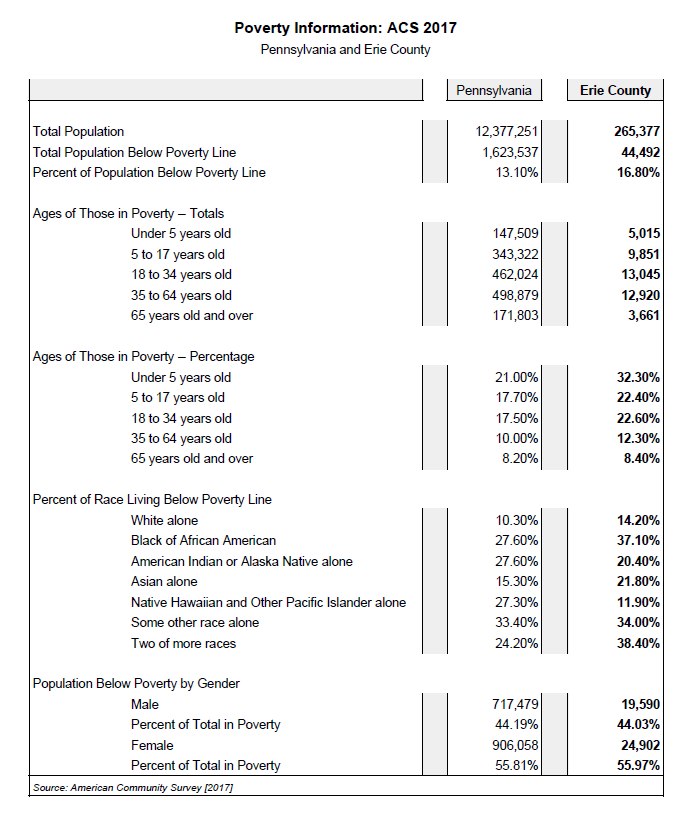 Poverty Information: ACS 2017
Pennsylvania and Erie County
Pennsylvania Erie County
Total Population 12,377,251 265,377
Total Population Below Poverty Line 1,623,537 44,492
Percent of Population Below Poverty Line 13.10% 16.80%
Ages of Those in Poverty – Totals
Under 5 years old 147,509 5,015
5 to 17 years old 343,322 9,851
18 to 34 years old 462,024 13,045
35 to 64 years old 498,879 12,920
65 years old and over 171,803 3,661
Ages of Those in Poverty – Percentage
Under 5 years old 21.00% 32.30%
5 to 17 years old 17.70% 22.40%
18 to 34 years old 17.50% 22.60%
35 to 64 years old 10.00% 12.30%
65 years old and over 8.20% 8.40%
Percent of Race Living Below Poverty Line
White alone 10.30% 14.20%
Black of African American 27.60% 37.10%
American Indian or Alaska Native alone 27.60% 20.40%
Asian alone 15.30% 21.80%
Native Hawaiian and Other Pacific Islander alone 27.30% 11.90%
Some other race alone 33.40% 34.00%
Two of more races 24.20% 38.40%
Population Below Poverty by Gender
Male 717,479 19,590
Percent of Total in Poverty 44.19% 44.03%
Female 906,058 24,902
Percent of Total in Poverty 55.81% 55.97%
Source: American Community Survey [2017]